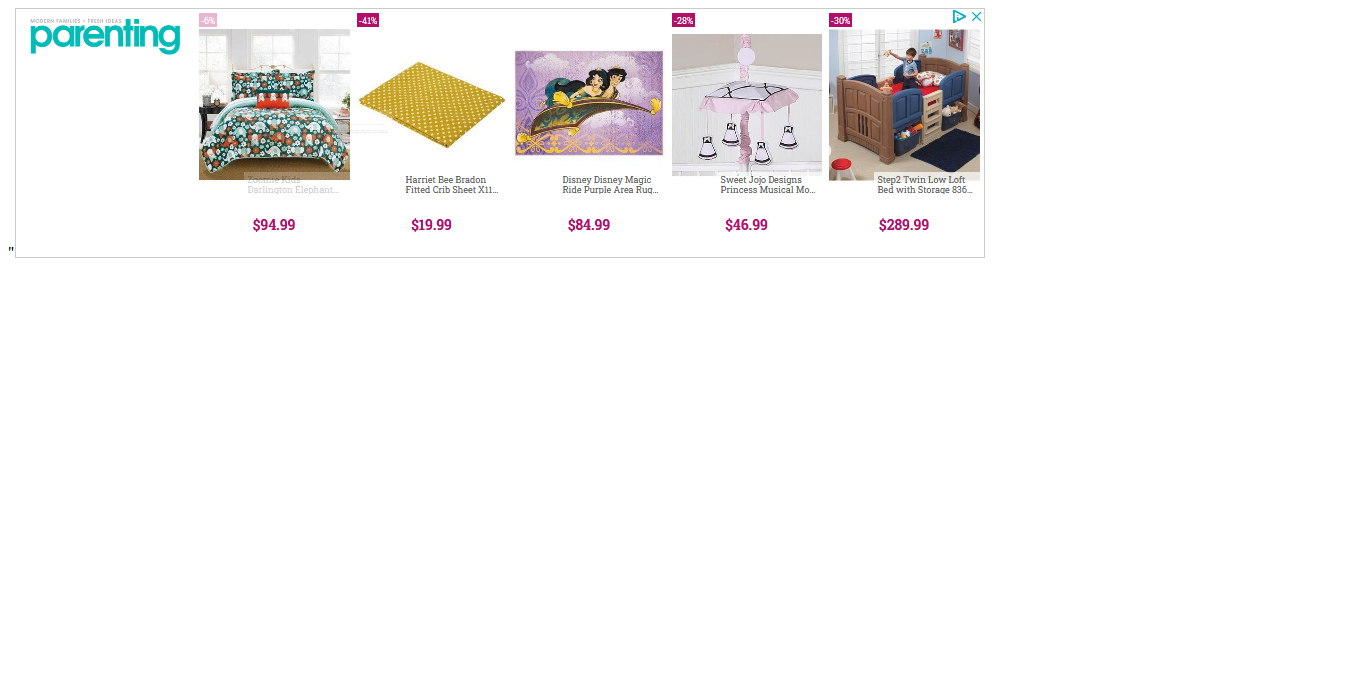 MODERN FAMILIES + FRESH IDEAS
parenting
-6%
Zoomie Kids
Darlington Elephant...
$94.99
-41%
Harriet Bee Bradon
Fitted Crib Sheet X11...
$19.99
Disney Disney Magic
Ride Purple Area Rug...
$84.99
-28%
Sweet Jojo Designs
Princess Musical Mo...
$46.99
-30%
Step2 Twin Low Loft
Bed with Storage 836...
$289.99
"